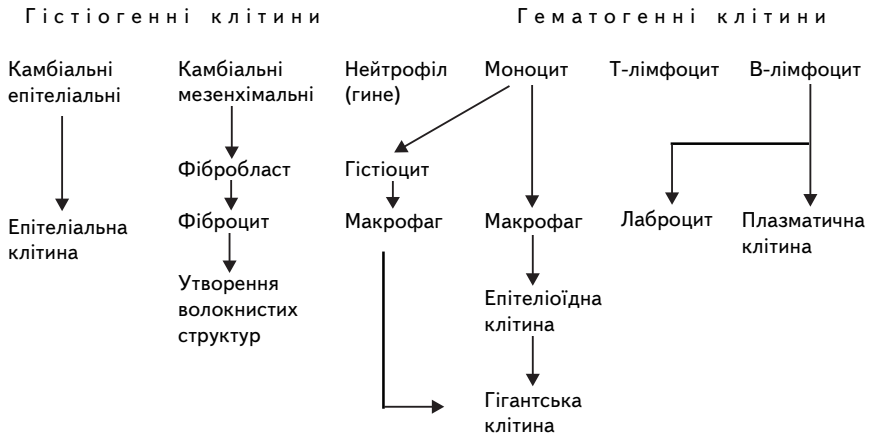 Гістіогенні клітини
Гематогенні клітини
Камбіальні
епітеліальні
Камбіальні
мезенхімальні
Нейтрофіл
(гине)
Моноцит
Т-лімфоцит
В-лімфоцит
Фібробласт
Гістіоцит
Епітеліальна
клітина
Фіброцит
Макрофаг
Макрофаг
Лаброцит
Плазматична
клітина
Утворення
волокнистих
структур
Епітеліоїдна
клітина
Гігантська
клітина